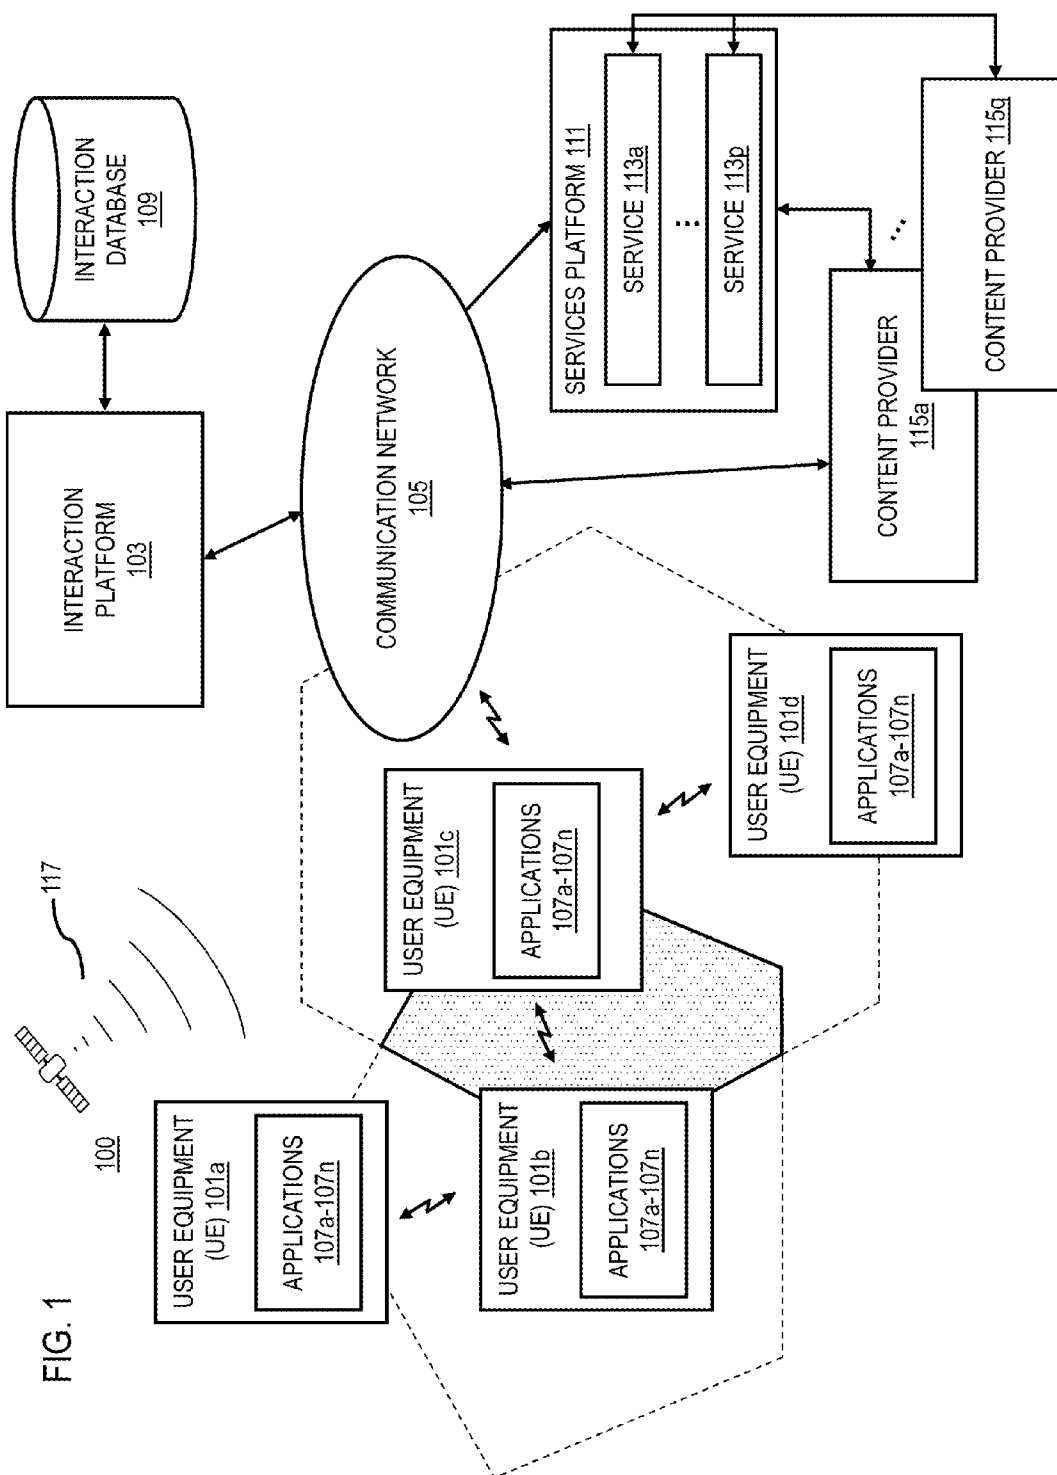 FIG. 1
100
117
USER EQUIPMENT
(UE) 101a
APPLICATIONS
107a-107n
USER EQUIPMENT
(UE) 101b
APPLICATIONS
107a-107n
USER EQUIPMENT
(UE) 101c
APPLICATIONS
107a-107n
USER EQUIPMENT
(UE) 101d
APPLICATIONS
107a-107n
INTERACTION
PLATFORM
103
INTERACTION
DATABASE
109
COMMUNICATION NETWORK
105
SERVICES PLATFORM 111
SERVICE 113a
...
SERVICE 113p
CONTENT PROVIDER
115a
...
CONTENT PROVIDER 115q